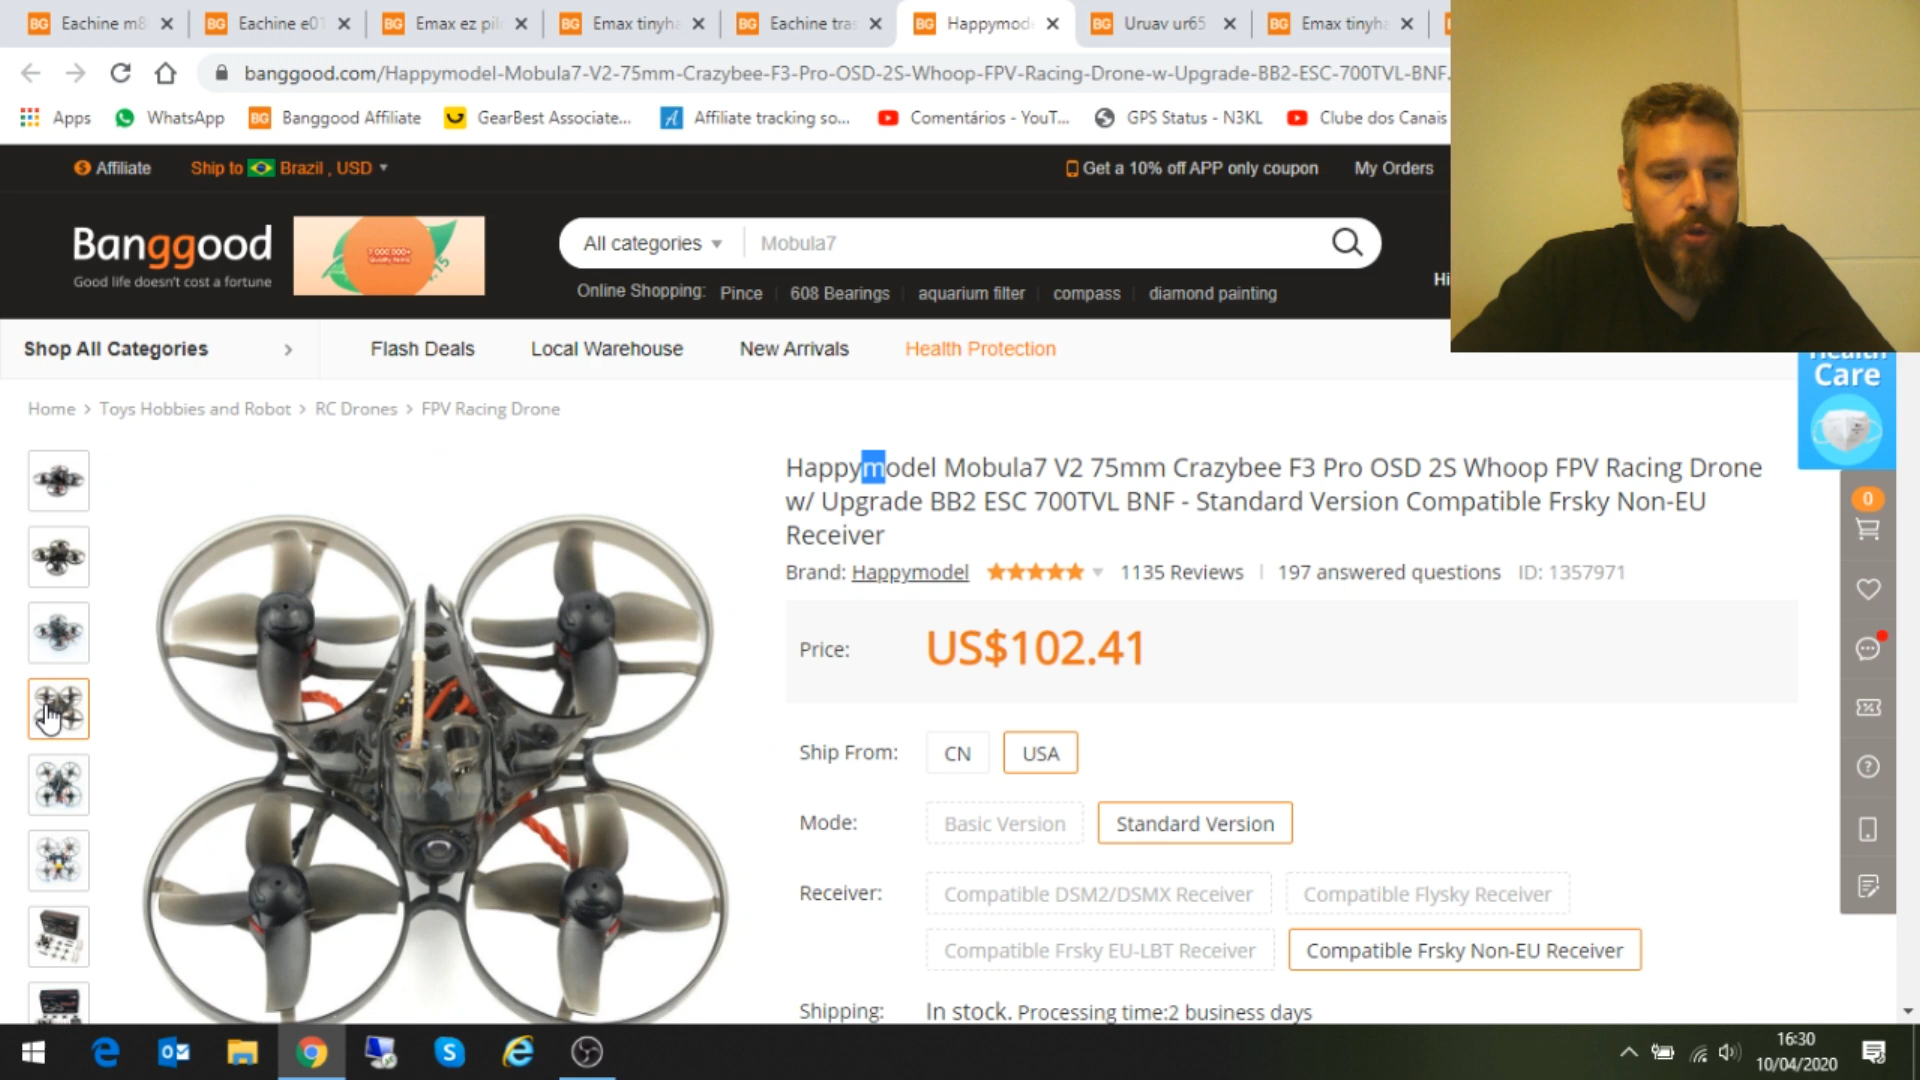 Eachine m8
Eachine e01
Emax ez pil
Emax tinyh
Eachine tras
Happymod
Uruav ur65
Emax tinyh
banggood.com/Happymodel-Mobula7-V2-75mm-Crazybee-F3-Pro-OSD-2S-Whoop-FPV-Racing-Drone-w-Upgrade-BB2-ESC-700TVL-BNF.
Apps
WhatsApp
Banggood Affiliate
GearBest Associate...
Affiliate tracking so...
Comentários - YouT...
GPS Status - N3KL
Clube dos Canais
Affiliate
Ship to Brazil , USD
Get a 10% off APP only coupon
My Orders
Banggood
Good life doesn't cost a fortune
All categories
Mobula7
Online Shopping: Pince 608 Bearings aquarium filter compass diamond painting
Hi
Shop All Categories
Flash Deals
Local Warehouse
New Arrivals
Health Protection
Health
Care
Home > Toys Hobbies and Robot > RC Drones > FPV Racing Drone
Happymodel Mobula7 V2 75mm Crazybee F3 Pro OSD 2S Whoop FPV Racing Drone
w/ Upgrade BB2 ESC 700TVL BNF - Standard Version Compatible Frsky Non-EU
Receiver
Brand: Happymodel 1135 Reviews 197 answered questions ID: 1357971
0
Price: US$102.41
Ship From: CN USA
Mode: Basic Version Standard Version
Receiver: Compatible DSM2/DSMX Receiver Compatible Flysky Receiver
Compatible Frsky EU-LBT Receiver Compatible Frsky Non-EU Receiver
Shipping: In stock. Processing time:2 business days
16:30
10/04/2020